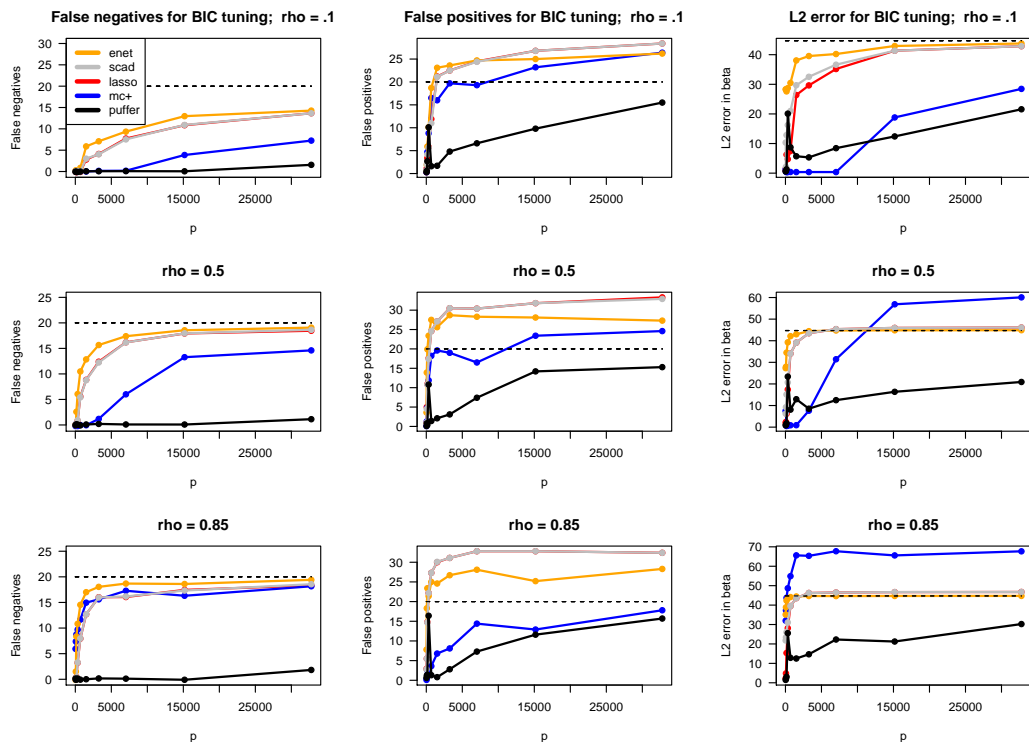 False negatives for BIC tuning;  rho = .1
False negatives
30
25
20
15
10
5
0
enet
scad
lasso
mc+
puffer
0
5000
15000
25000
p
False positives for BIC tuning;  rho = .1
False positives
25
20
15
10
5
0
0
5000
15000
25000
p
L2 error for BIC tuning;  rho = .1
L2 error in beta
40
30
20
10
0
0
5000
15000
25000
p
rho = 0.5
False negatives
25
20
15
10
5
0
0
5000
15000
25000
p
rho = 0.5
False positives
30
25
20
15
10
5
0
0
5000
15000
25000
p
rho = 0.5
L2 error in beta
60
50
40
30
20
10
0
0
5000
15000
25000
p
rho = 0.85
False negatives
25
20
15
10
5
0
0
5000
15000
25000
p
rho = 0.85
False positives
30
25
20
15
10
5
0
0
5000
15000
25000
p
rho = 0.85
L2 error in beta
70
60
50
40
30
20
10
0
0
5000
15000
25000
p